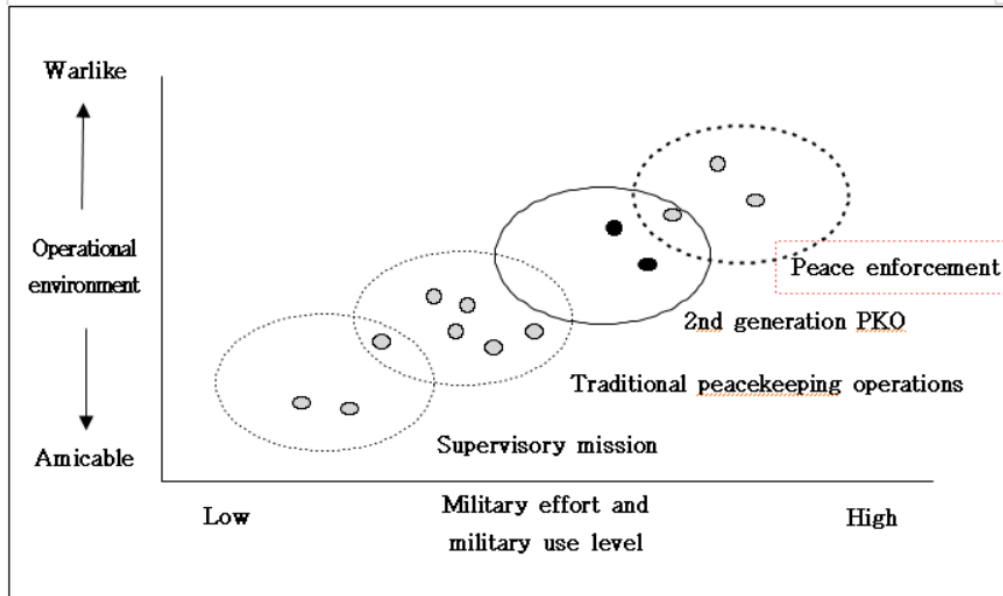 Warlike
Operational
environment
Peace enforcement
2nd generation PKO
Traditional peacekeeping operations
Supervisory mission
Amicable
Low
Military effort and
military use level
High